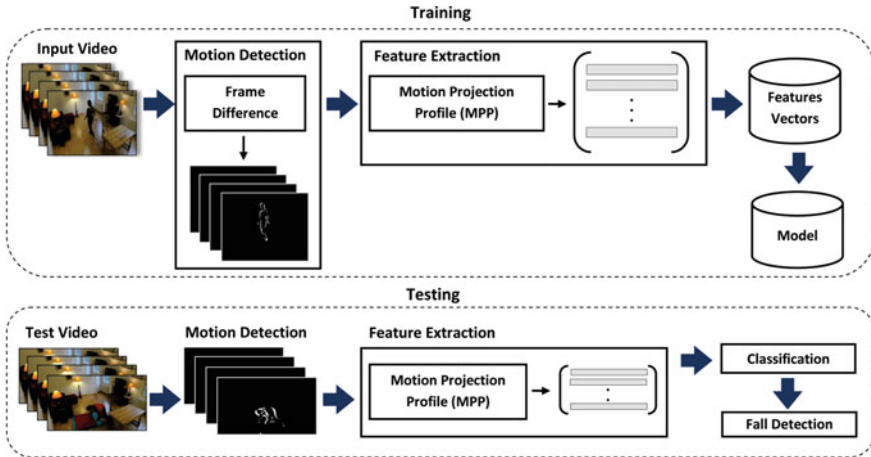 Training
Input Video
Motion Detection
Frame
Difference
Feature Extraction
Motion Projection
Profile (MPP)
Features
Vectors
Model
Testing
Test Video
Motion Detection
Feature Extraction
Motion Projection
Profile (MPP)
Classification
Fall Detection